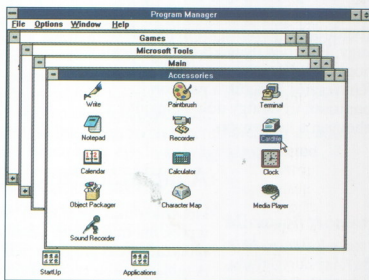 Program Manager
File Options Window Help
Games
Microsoft Tools
Main
Accessories
Write Paintbrush Terminal
Notepad Recorder Cardfile
Calendar Calculator Clock
Object Packager Character Map Media Player
Sound Recorder
StartUp Applications